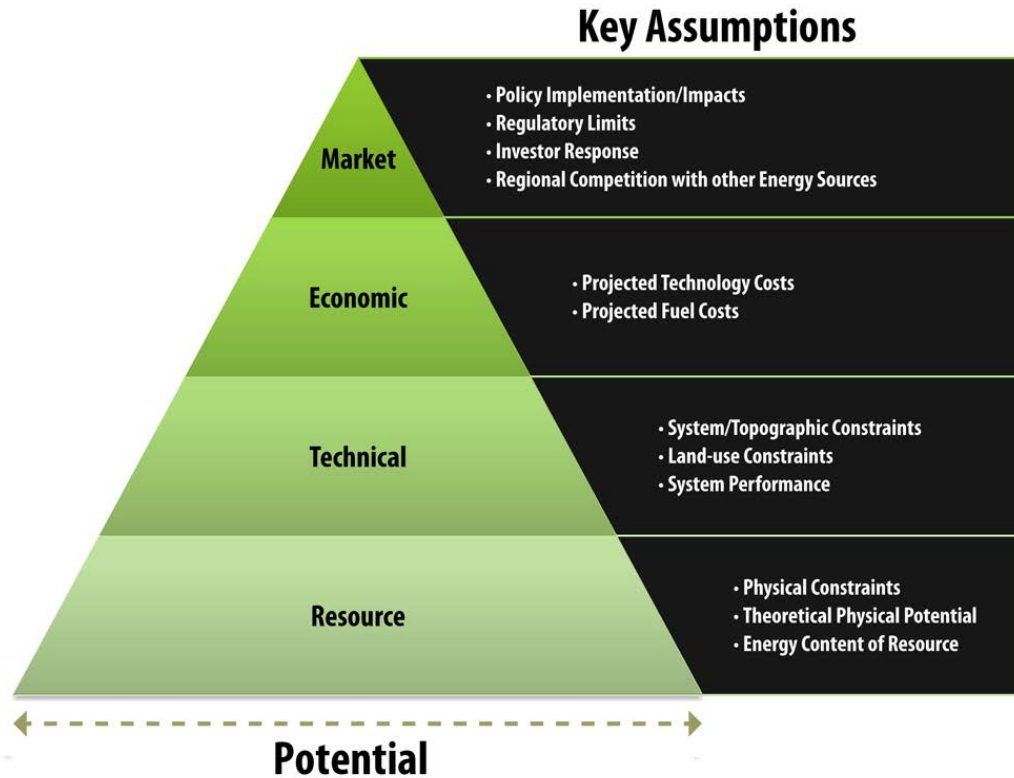 Key Assumptions
Market
• Policy Implementation/Impacts
• Regulatory Limits
• Investor Response
• Regional Competition with other Energy Sources
Economic
• Projected Technology Costs
• Projected Fuel Costs
Technical
• System/Topographic Constraints
• Land-use Constraints
• System Performance
Resource
• Physical Constraints
• Theoretical Physical Potential
• Energy Content of Resource
Potential